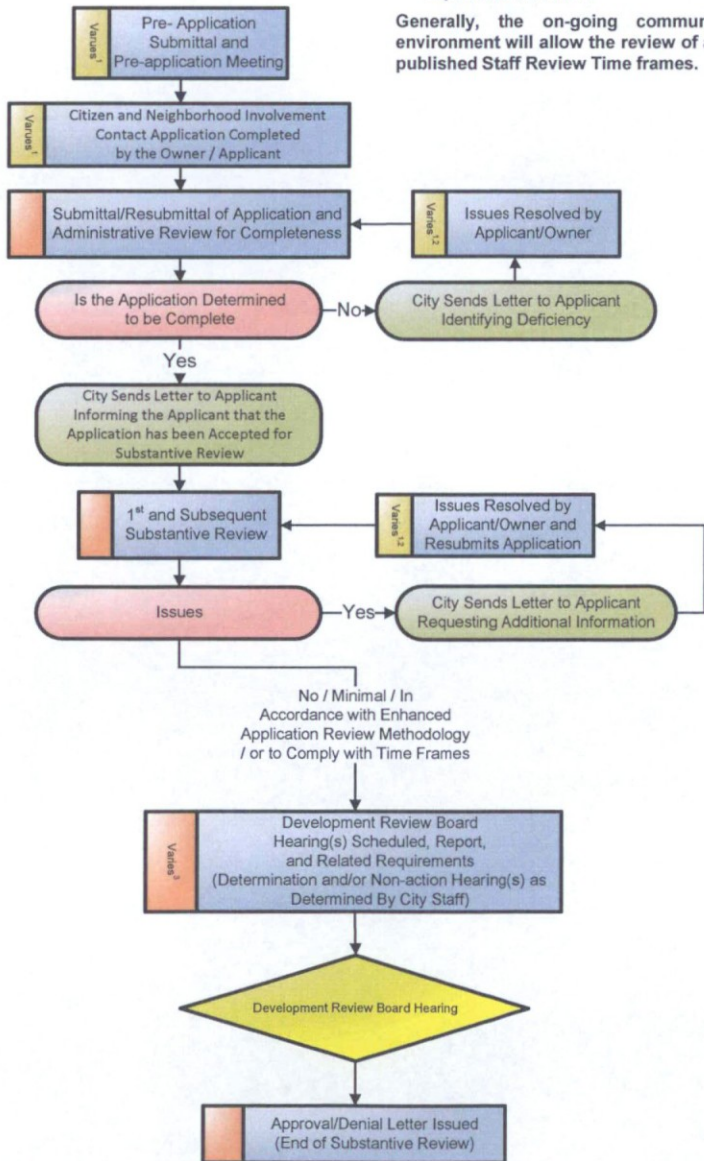 Generally, the on-going
environment will allow the review of
published Staff Review Time frames.
Varues1
Pre- Application
Submittal and
Pre-application Meeting
Varues1
Citizen and Neighborhood Involvement
Contact Application Completed
by the Owner / Applicant
Submittal/Resubmittal of Application and
Administrative Review for Completeness
Varies1,2
Issues Resolved by
Applicant/Owner
Is the Application Determined
to be Complete
No
City Sends Letter to Applicant
Identifying Deficiency
Yes
City Sends Letter to Applicant
Informing the Applicant that the
Application has been Accepted for
Substantive Review
1st and Subsequent
Substantive Review
Varies1,2
Issues Resolved by
Applicant/Owner and
Resubmits Application
Issues
Yes
City Sends Letter to Applicant
Requesting Additional Information
No / Minimal / In
Accordance with Enhanced
Application Review Methodology
/ or to Comply with Time Frames
Varies3
Development Review Board
Hearing(s) Scheduled, Report,
and Related Requirements
(Determination and/or Non-action Hearing(s) as
Determined By City Staff)
Development Review Board Hearing
Approval/Denial Letter Issued
(End of Substantive Review)